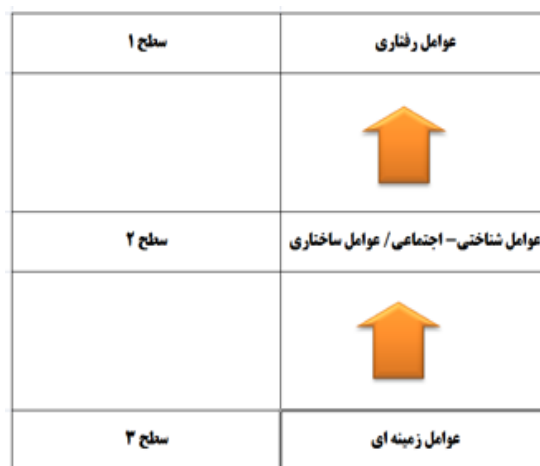 عوامل رفتاری
سطح ۱
عوامل شناختی- اجتماعی/ عوامل ساختاری
سطح ۲
عوامل زمینه ای
سطح ۳